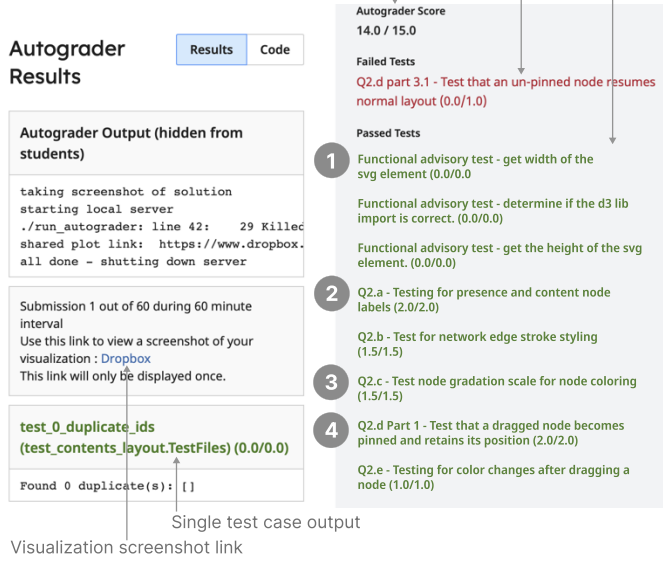 Autograder
Results
Results
Code
Autograder Output (hidden from
students)
taking screenshot of solution
starting local server
./run_autograder: line 42: 29 Killed
shared plot link: https://www.dropbox.
all done - shutting down server
Submission 1 out of 60 during 60 minute
interval
Use this link to view a screenshot of your
visualization : Dropbox
This link will only be displayed once.
test_0_duplicate_ids
(test_contents_layout.TestFiles) (0.0/0.0)
Found 0 duplicate(s): []
Single test case output
Visualization screenshot link
Autograder Score
14.0 / 15.0
Failed Tests
Q2.d part 3.1 - Test that an un-pinned node resumes
normal layout (0.0/1.0)
Passed Tests
1
Functional advisory test - get width of the
svg element (0.0/0.0
Functional advisory test - determine if the d3 lib
import is correct. (0.0/0.0)
Functional advisory test - get the height of the svg
element. (0.0/0.0)
2
Q2.a - Testing for presence and content node
labels (2.0/2.0)
Q2.b - Test for network edge stroke styling
(1.5/1.5)
3
Q2.c - Test node gradation scale for node coloring
(1.5/1.5)
4
Q2.d Part 1 - Test that a dragged node becomes
pinned and retains its position (2.0/2.0)
Q2.e - Testing for color changes after dragging a
node (1.0/1.0)